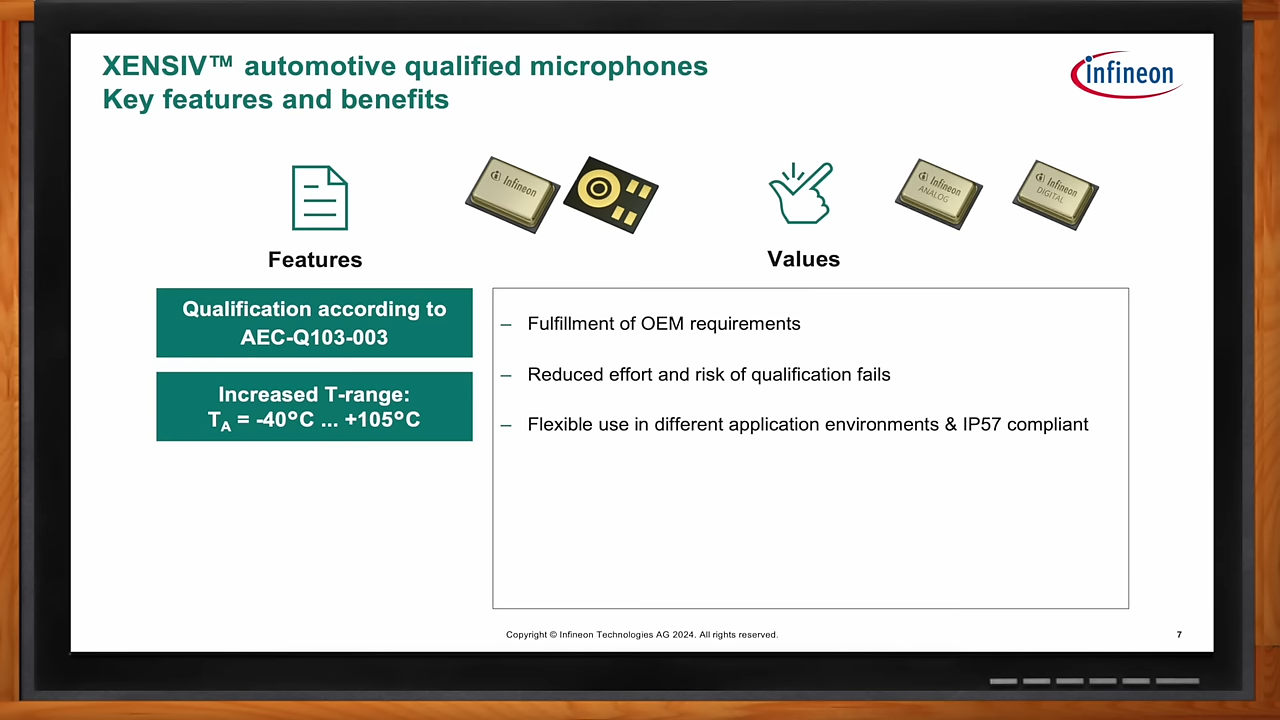 XENSIV™ automotive qualified microphones
Key features and benefits
infineon
infineon
infineon
ANALOG
infineon
DIGITAL
Features
Values
Qualification according to
AEC-Q103-003
Increased T-range:
TA = -40°C ... +105°C
– Fulfillment of OEM requirements
– Reduced effort and risk of qualification fails
– Flexible use in different application environments & IP57 compliant
Copyright © Infineon Technologies AG 2024. All rights reserved.
7